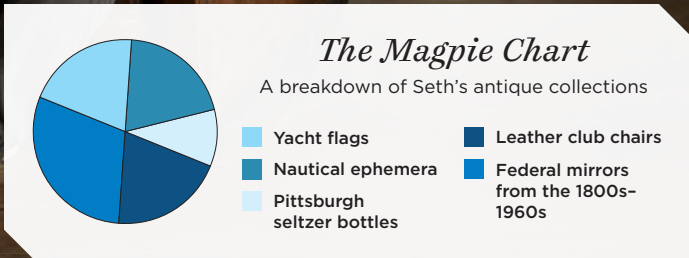 The Magpie Chart
A breakdown of Seth's antique collections
Yacht flags
Nautical ephemera
Pittsburgh
seltzer bottles
Leather club chairs
Federal mirrors
from the 1800s–
1960s